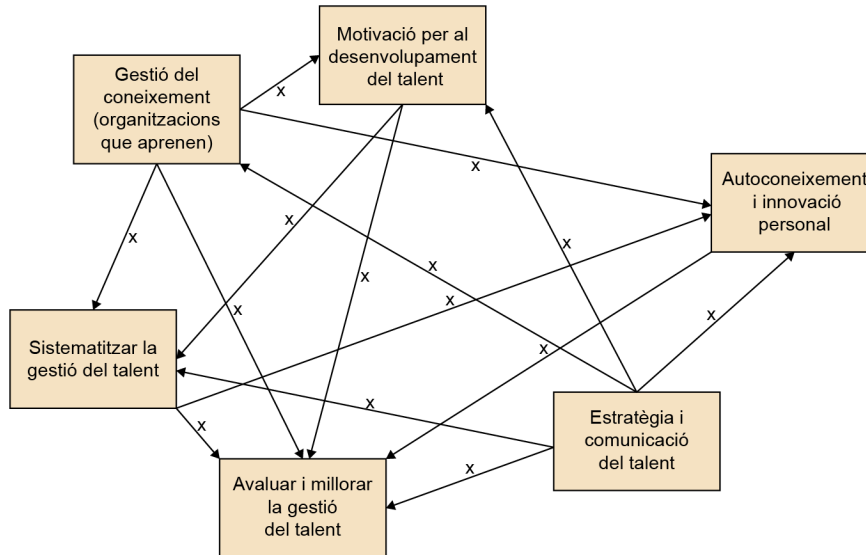 Motivació per al
desenvolupament
del talent
Gestió del
coneixement
(organitzacions
que aprenen)
x
x
Autoconeixement
i innovació
personal
x
x
x
x
x
x
x
x
Sistematitzar la
gestió del talent
x
x
x
Estratègia i
comunicació
del talent
x
x
Avaluar i millorar
la gestió
del talent